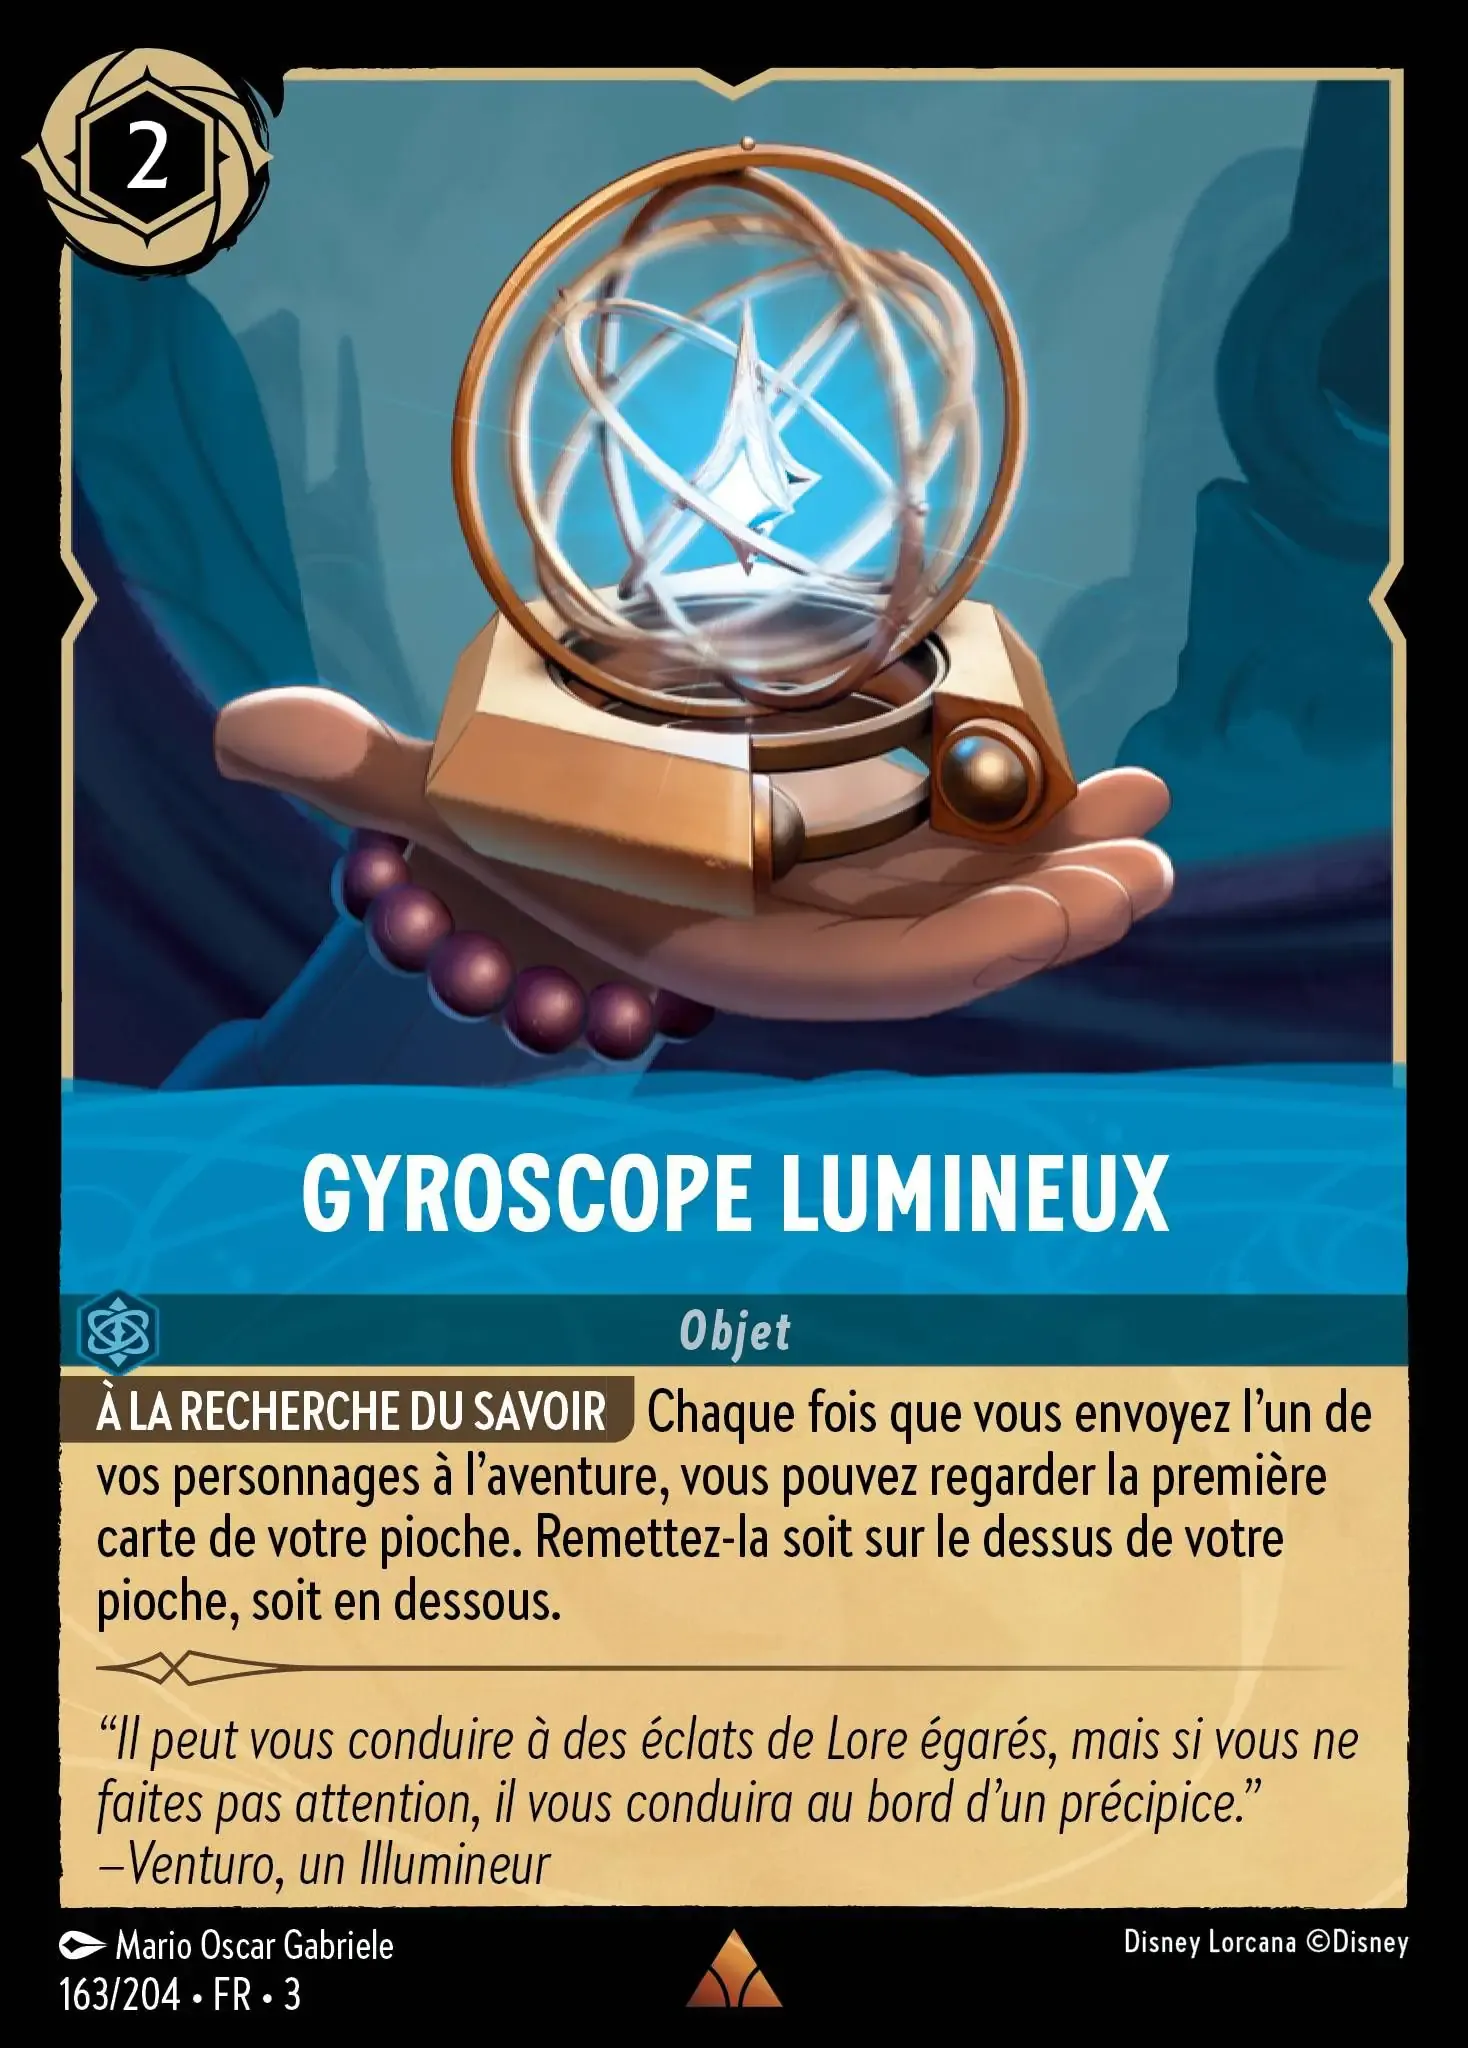 2
GYROSCOPE LUMINEUX
Objet
À LA RECHERCHE DU SAVOIR Chaque fois que vous envoyez l’un de
vos personnages à l’aventure, vous pouvez regarder la première
carte de votre pioche. Remettez-la soit sur le dessus de votre
pioche, soit en dessous.
“Il peut vous conduire à des éclats de Lore égarés, mais si vous ne
faites pas attention, il vous conduira au bord d’un précipice.”
–Venturo, un Illumineur
Mario Oscar Gabriele
Disney Lorcana ©Disney
163/204 • FR • 3